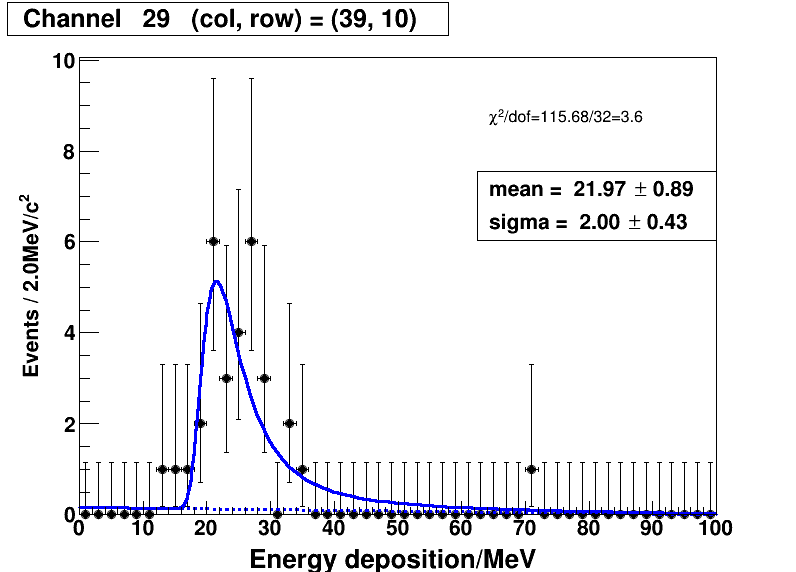 Channel 29 (col, row) = (39, 10)
χ²/dof=115.68/32=3.6
mean = 21.97 ± 0.89
sigma = 2.00 ± 0.43
Events / 2.0MeV/c²
10
8
6
4
2
0
0 10 20 30 40 50 60 70 80 90 100
Energy deposition/MeV